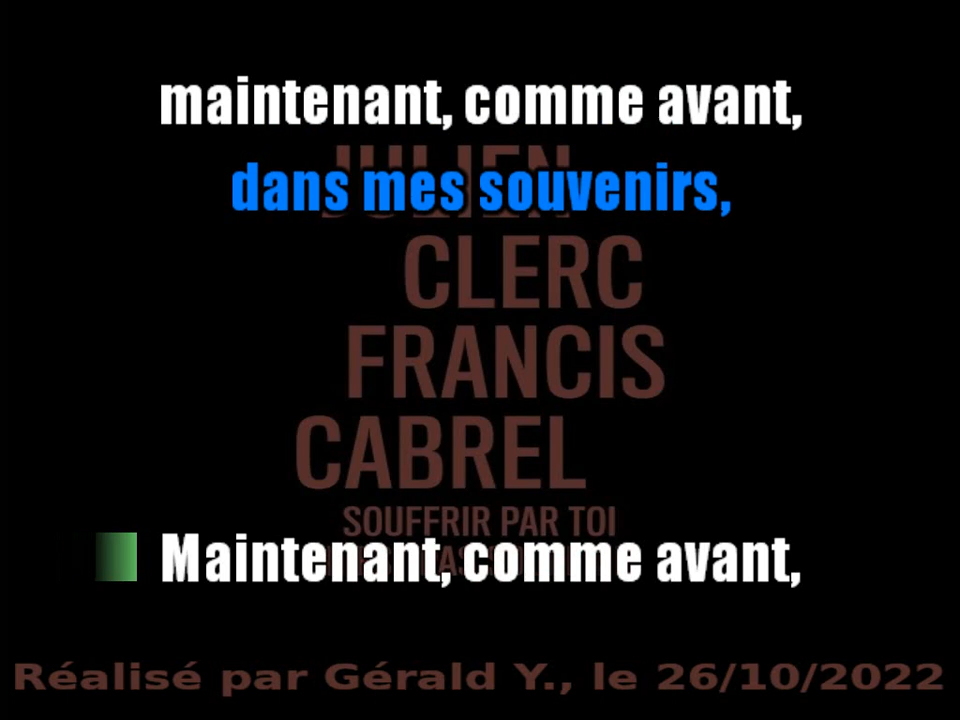 maintenant, comme avant,
JULIEN
dans mes souvenirs,
CLERC
FRANCIS
CABREL
SOUFFRIR PAR TOI
Maintenant, comme avant,
Réalisé par Gérald Y., le 26/10/2022